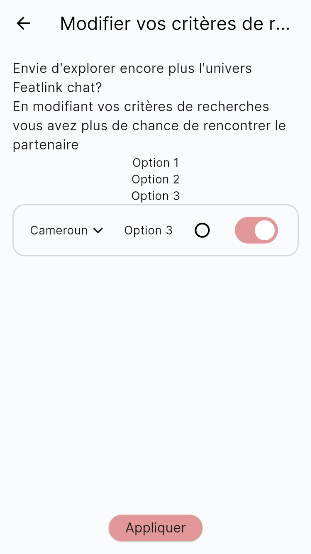 Modifier vos critères de r...
Envie d'explorer encore plus l'univers
Featlink chat?
En modifiant vos critères de recherches
vous avez plus de chance de rencontrer le
partenaire
Option 1
Option 2
Option 3
Cameroun Option 3
Appliquer